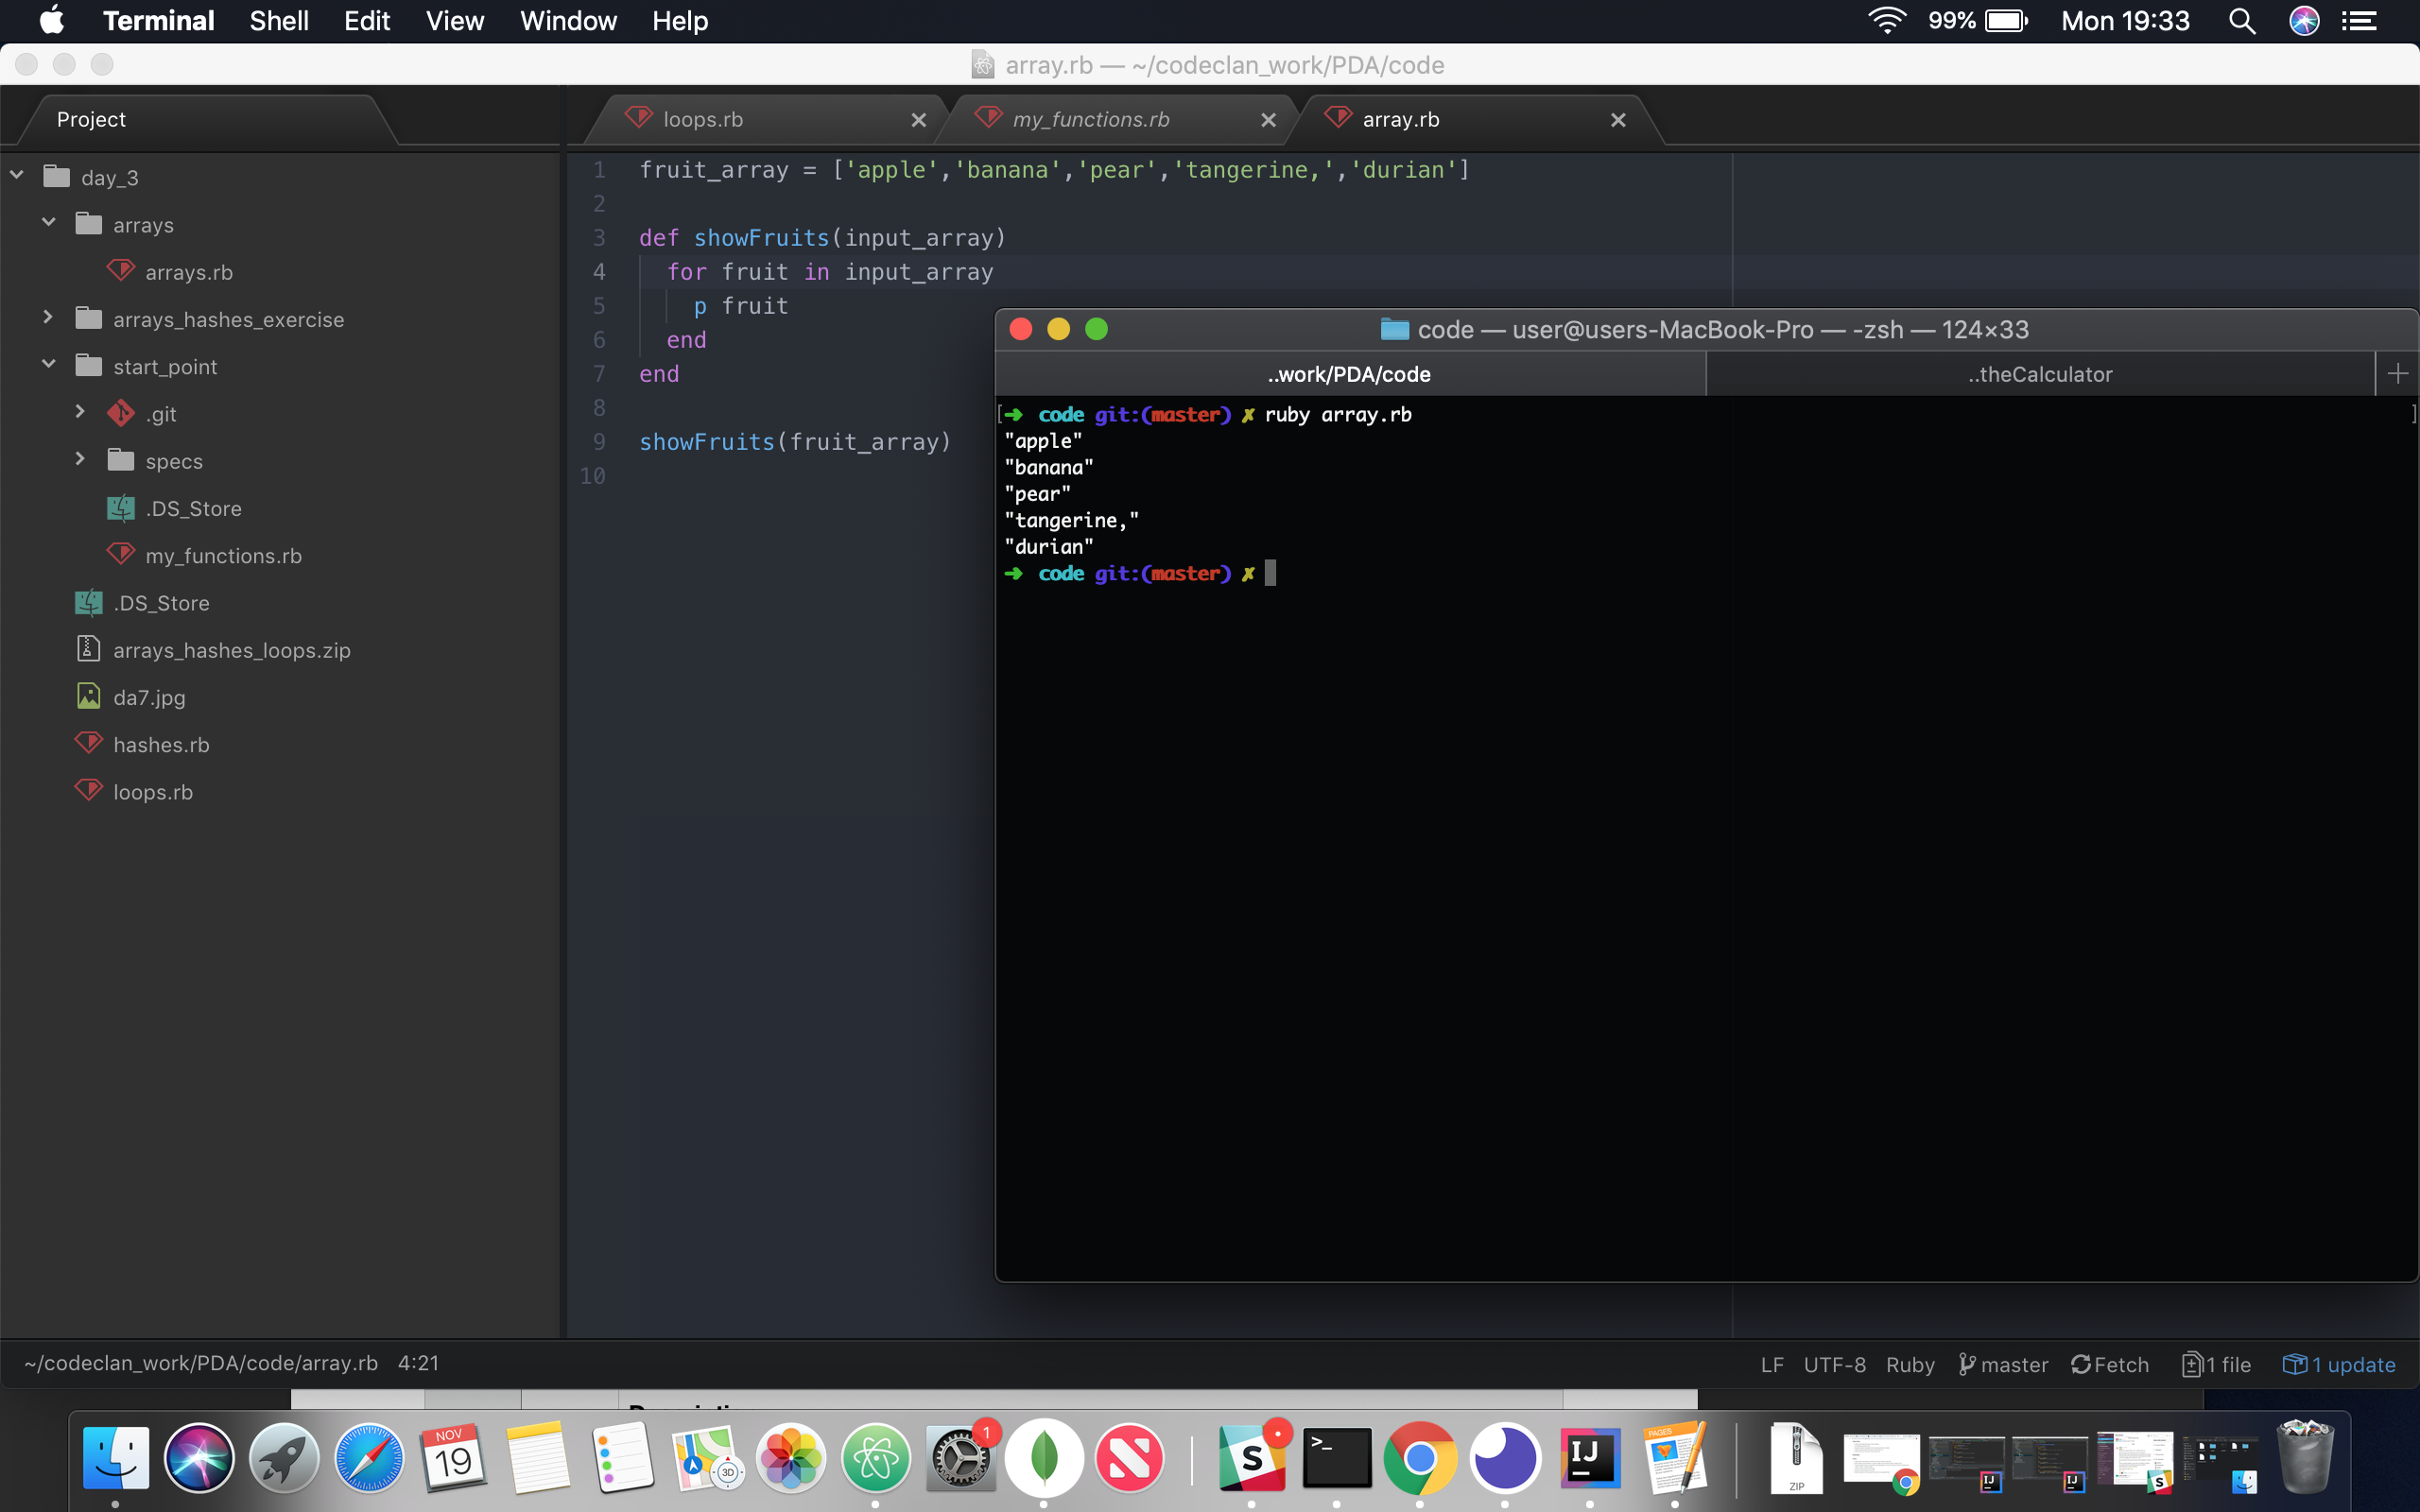 Terminal Shell Edit View Window Help 99% Mon 19:33
array.rb — ~/codeclan_work/PDA/code
Project
loops.rb
my_functions.rb
array.rb
day_3
arrays
arrays.rb
arrays_hashes_exercise
start_point
.git
specs
.DS_Store
my_functions.rb
.DS_Store
arrays_hashes_loops.zip
da7.jpg
hashes.rb
loops.rb
1 fruit_array = ['apple','banana','pear','tangerine,','durian']
2
3 def showFruits(input_array)
4 for fruit in input_array
5 p fruit
6 end
7 end
8
9 showFruits(fruit_array)
10
code — user@users-MacBook-Pro — -zsh — 124×33
..work/PDA/code
..theCalculator
[➜ code git:(master) ✗ ruby array.rb ]
"apple"
"banana"
"pear"
"tangerine,"
"durian"
➜ code git:(master) ✗
~/codeclan_work/PDA/code/array.rb 4:21
LF UTF-8 Ruby master Fetch 1 file 1 update
NOV
19
3D
1
S
>_
IJ
PAGES
ZIP
IJ
IJ
S